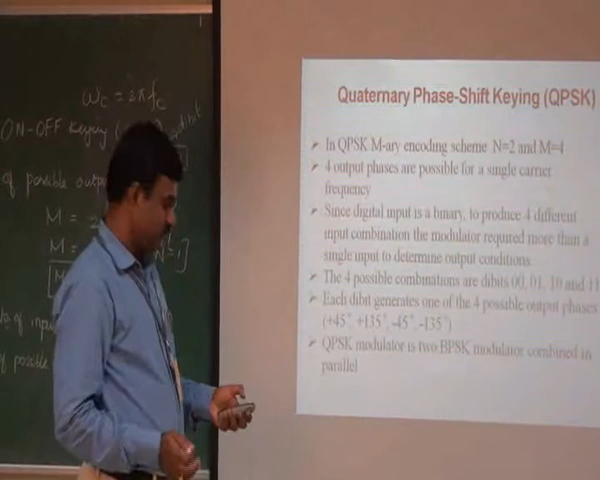 ωc = 2πfc
ON-OFF Keying (
of possible outp
M =
M =
N=1]
No. of inpu
of possible
Quaternary Phase-Shift Keying (QPSK)
In QPSK M-ary encoding scheme N=2 and M=4
4 output phases are possible for a single carrier
frequency
Since digital input is a binary, to produce 4 different
input combination the modulator required more than a
single input to determine output conditions.
The 4 possible combinations are dibits 00, 01, 10 and 11
Each dibit generates one of the 4 possible output phases
(+45°, +135°, -45°, -135°)
QPSK modulator is two BPSK modulator combined in
parallel